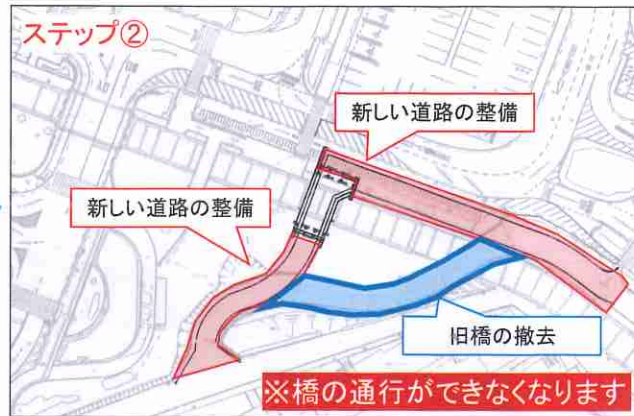 ステップ②
新しい道路の整備
新しい道路の整備
旧橋の撤去
※橋の通行ができなくなります